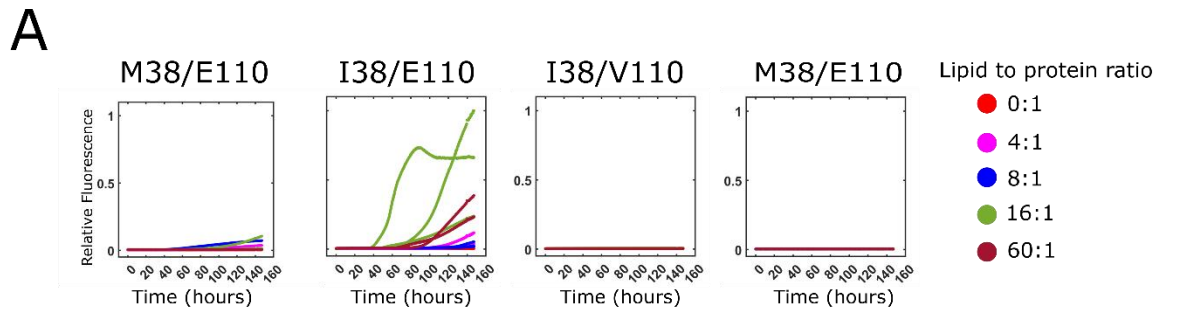 A
M38/E110 I38/E110 I38/V110 M38/E110
Lipid to protein ratio
0:1
4:1
8:1
16:1
60:1
Relative Fluorescence
1 1 1 1
0.5 0.5 0.5
0 0 0 0
0 20 40 60 80 100 120 140 160
0 20 40 60 80 100 120 140 160
0 20 40 60 80 100 120 140 160
0 20 40 60 80 100 120 140 160
Time (hours) Time (hours) Time (hours) Time (hours)